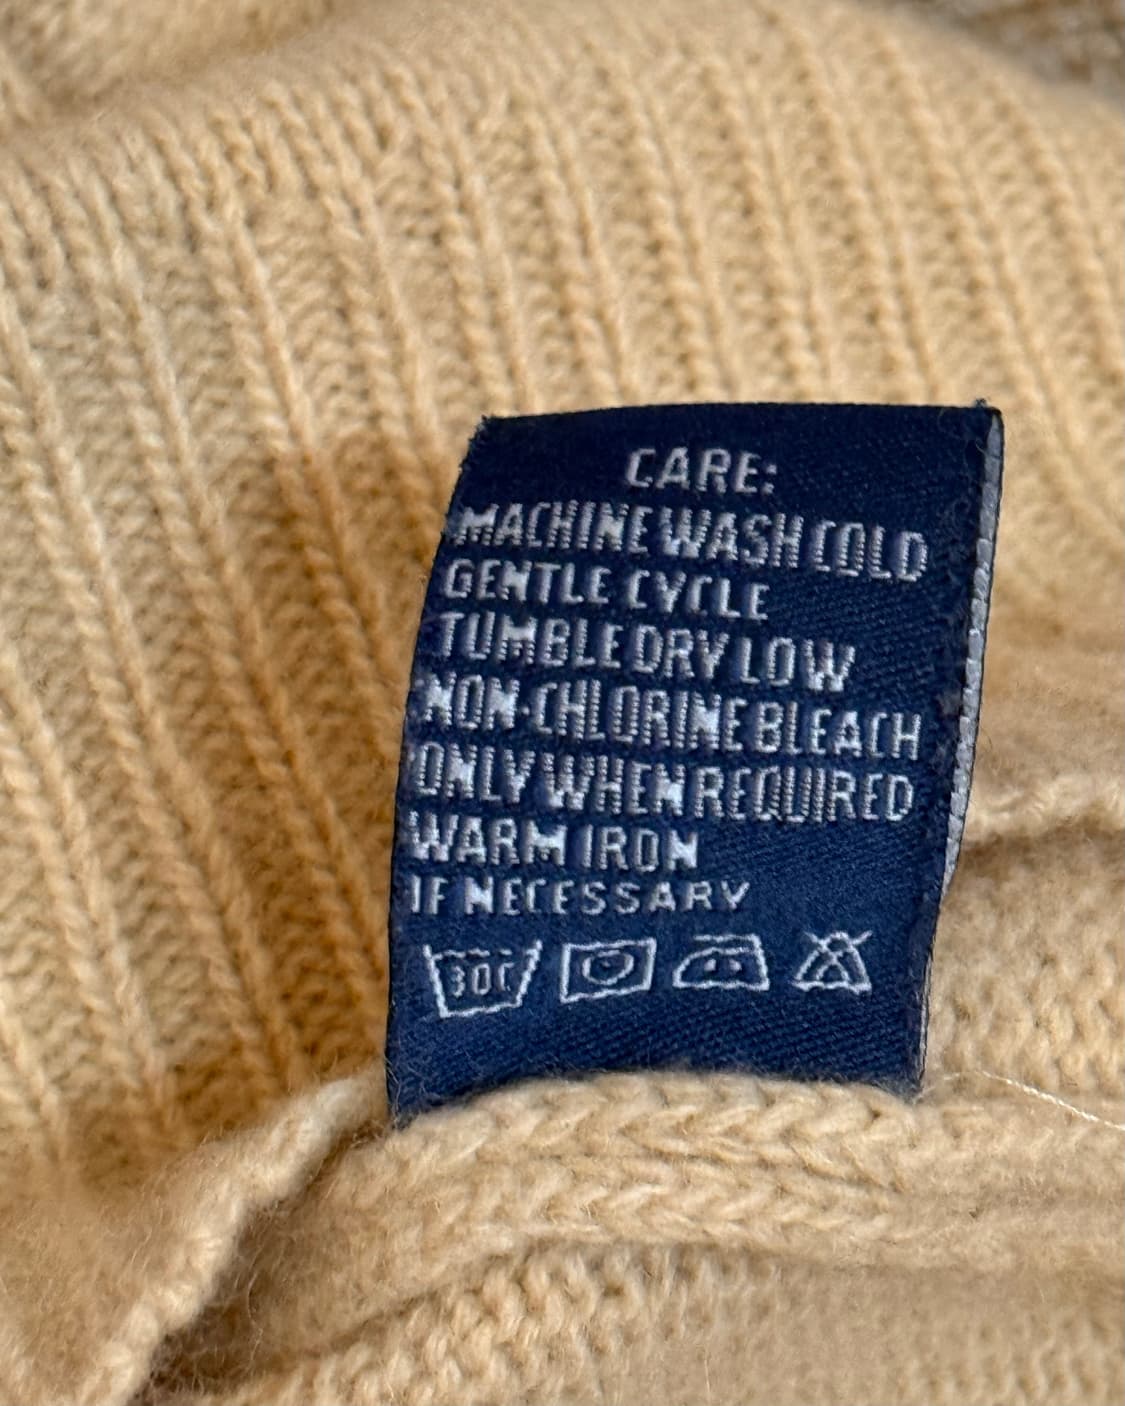 CARE:
MACHINE WASH COLD
GENTLE CYCLE
TUMBLE DRY LOW
NON-CHLORINE BLEACH
ONLY WHEN REQUIRED
WARM IRON
IF NECESSARY
30C